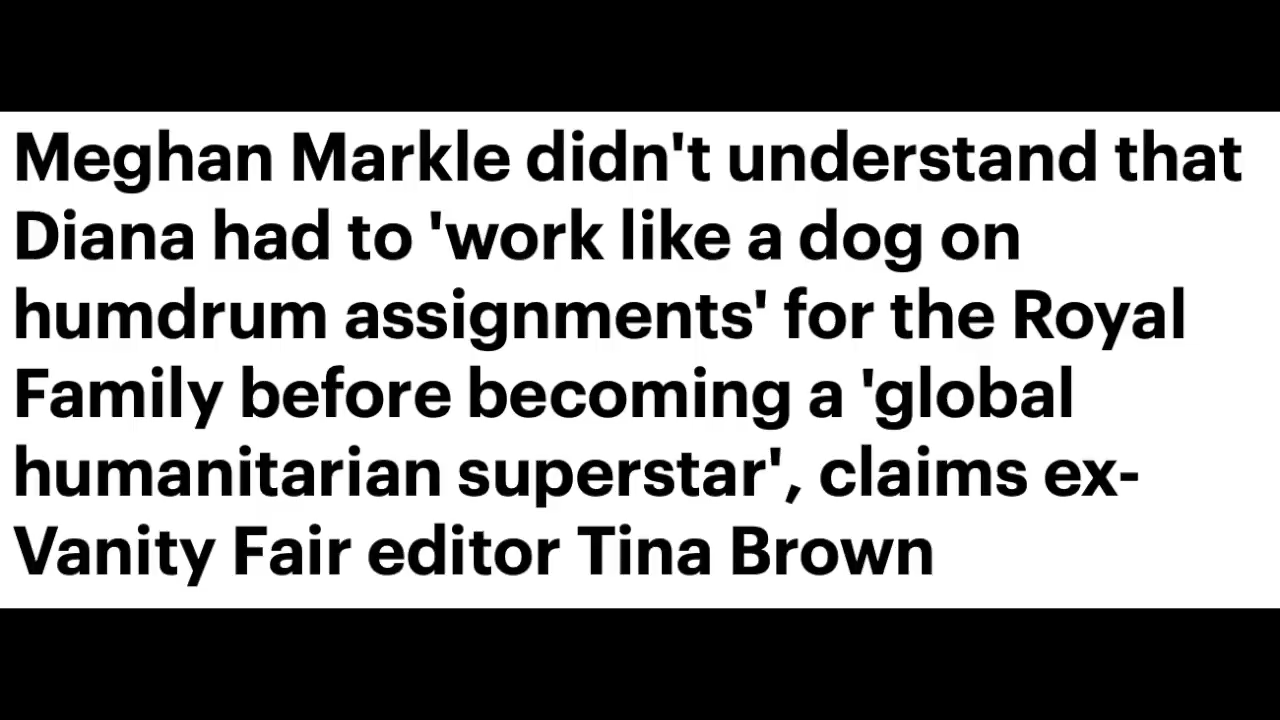 Meghan Markle didn't understand that
Diana had to 'work like a dog on
humdrum assignments' for the Royal
Family before becoming a 'global
humanitarian superstar', claims ex-
Vanity Fair editor Tina Brown